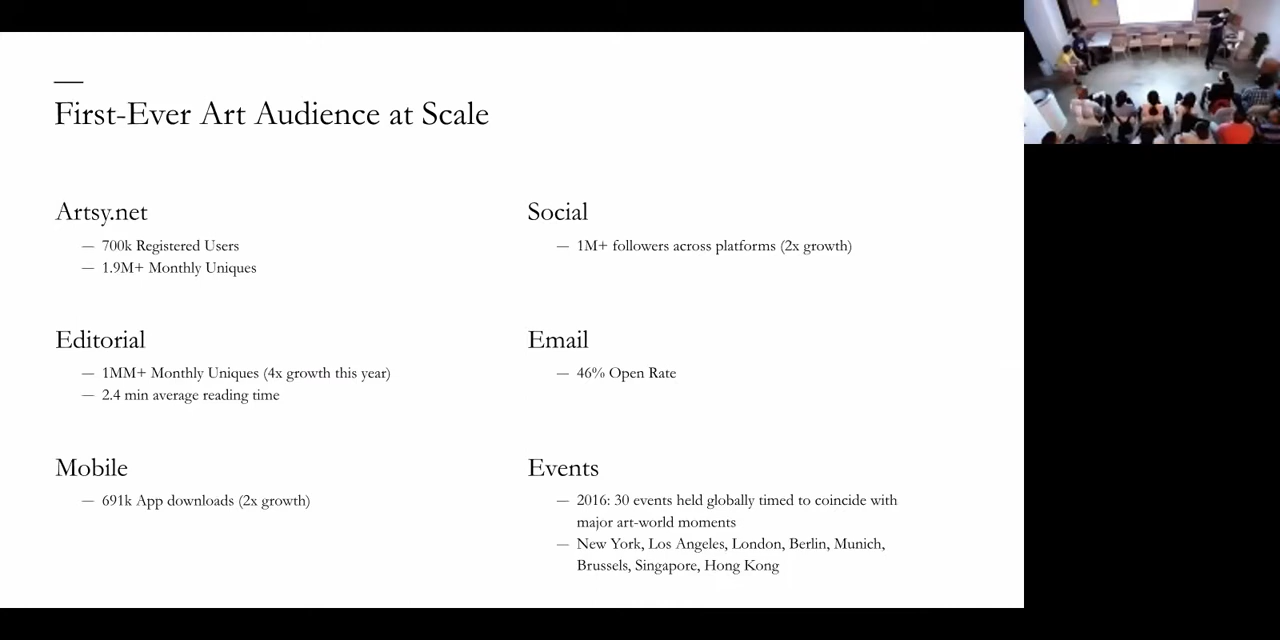 First-Ever Art Audience at Scale
Artsy.net
— 700k Registered Users
— 1.9M+ Monthly Uniques
Social
— 1M+ followers across platforms (2x growth)
Editorial
— 1MM+ Monthly Uniques (4x growth this year)
— 2.4 min average reading time
Email
— 46% Open Rate
Mobile
— 691k App downloads (2x growth)
Events
— 2016: 30 events held globally timed to coincide with
major art-world moments
— New York, Los Angeles, London, Berlin, Munich,
Brussels, Singapore, Hong Kong